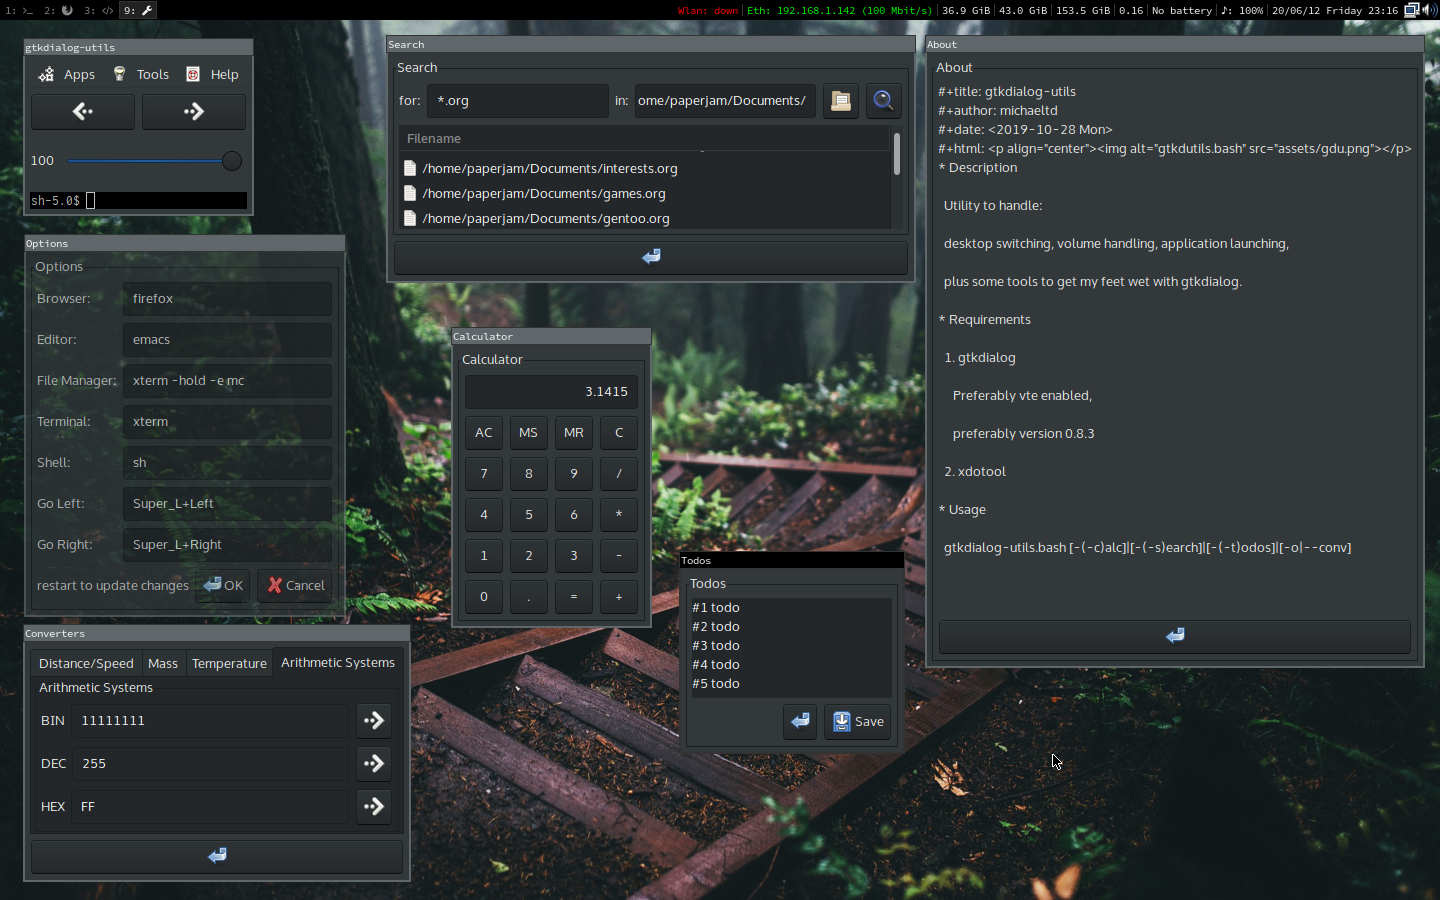 1: >_ 2: 3: </> 9:
Wlan: down | Eth: 192.168.1.142 (100 Mbit/s) | 36.9 GiB | 43.0 GiB | 153.5 GiB | 0.16 | No battery | ♪: 100% | 20/06/12 Friday 23:16
gtkdialog-utils
Apps Tools Help
100
sh-5.0$
Options
Options
Browser: firefox
Editor: emacs
File Manager: xterm -hold -e mc
Terminal: xterm
Shell: sh
Go Left: Super_L+Left
Go Right: Super_L+Right
restart to update changes OK Cancel
Converters
Distance/Speed Mass Temperature Arithmetic Systems
Arithmetic Systems
BIN 11111111
DEC 255
HEX FF
Search
Search
for: *.org in: ome/paperjam/Documents/
Filename
/home/paperjam/Documents/interests.org
/home/paperjam/Documents/games.org
/home/paperjam/Documents/gentoo.org
Calculator
Calculator
3.1415
AC MS MR C
7 8 9 /
4 5 6 *
1 2 3 -
0 . = +
Todos
Todos
#1 todo
#2 todo
#3 todo
#4 todo
#5 todo
Save
About
About
#+title: gtkdialog-utils
#+author: michaeltd
#+date: <2019-10-28 Mon>
#+html: <p align="center"><img alt="gtkdutils.bash" src="assets/gdu.png"></p>
* Description
Utility to handle:
desktop switching, volume handling, application launching,
plus some tools to get my feet wet with gtkdialog.
* Requirements
1. gtkdialog
Preferably vte enabled,
preferably version 0.8.3
2. xdotool
* Usage
gtkdialog-utils.bash [-(-c)alc]|[-(-s)earch]|[-(-t)odos]|[-o|--conv]